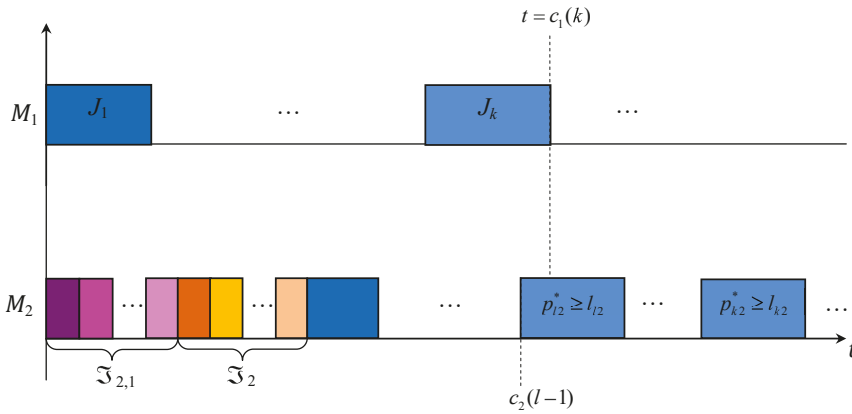 t = c₁(k)
M₁ J₁ … Jₖ …
M₂ … … … p*ₗ₂ ≥ lₗ₂ … p*ₖ₂ ≥ lₖ₂ …
ℑ₂,₁ ℑ₂ t
c₂(l−1)